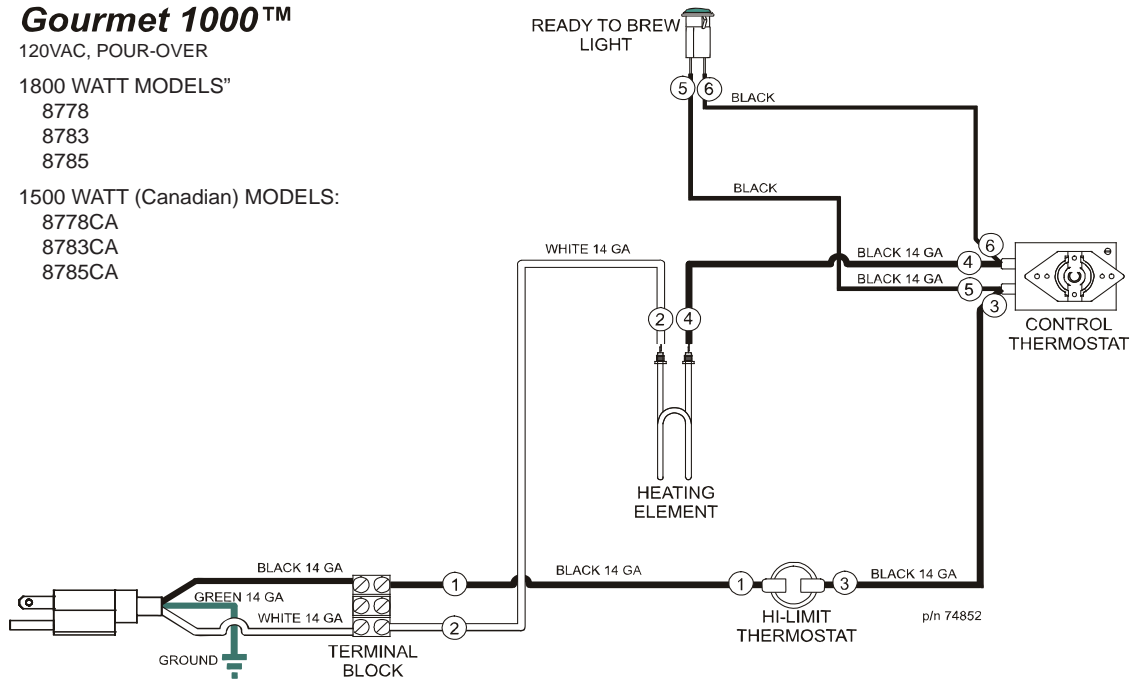 Gourmet 1000™
120VAC, POUR-OVER
1800 WATT MODELS”
8778
8783
8785
1500 WATT (Canadian) MODELS:
8778CA
8783CA
8785CA
READY TO BREW
LIGHT
5
6
BLACK
BLACK
WHITE 14 GA
BLACK 14 GA
4
6
BLACK 14 GA
5
3
CONTROL
THERMOSTAT
2
4
HEATING
ELEMENT
BLACK 14 GA
GREEN 14 GA
WHITE 14 GA
GROUND
TERMINAL
BLOCK
1
2
BLACK 14 GA
1
3
BLACK 14 GA
HI-LIMIT
THERMOSTAT
p/n 74852